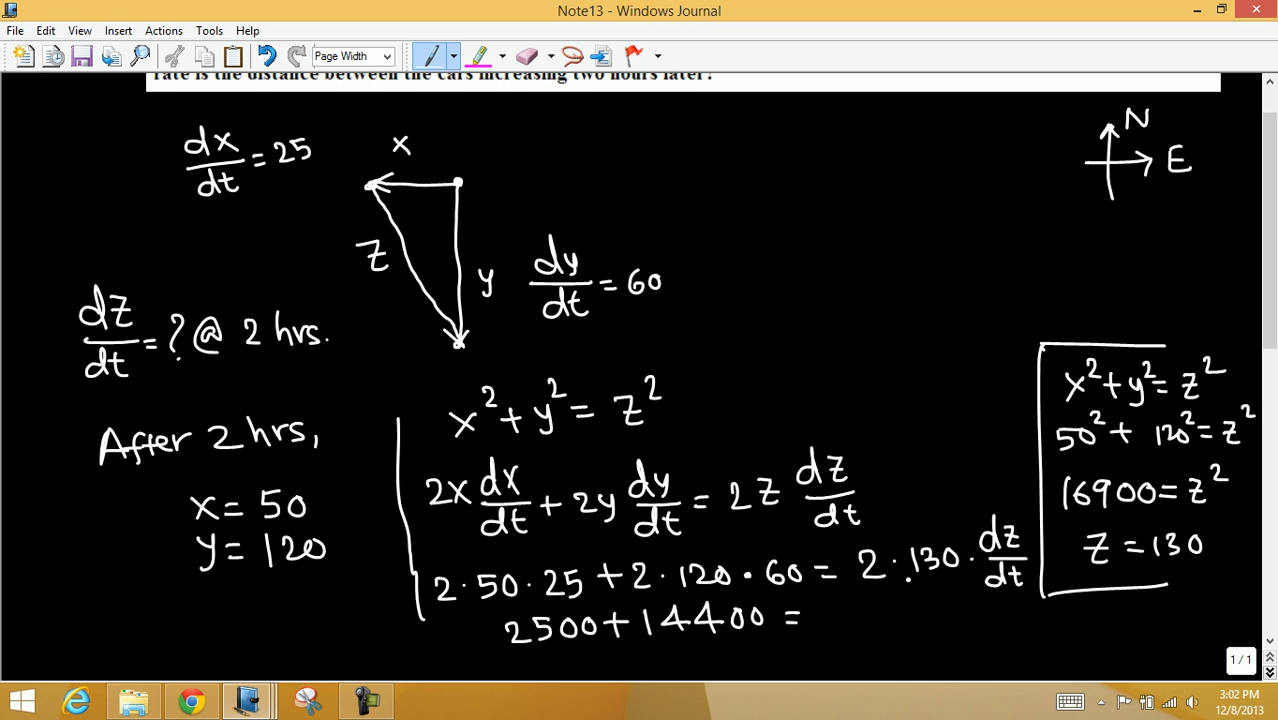 Note13 - Windows Journal
File Edit View Insert Actions Tools Help
Page Width
rate is the distance between the cars increasing two hours later?
dx/dt = 25
x
N
E
z
y
dy/dt = 60
dz/dt = ? @ 2 hrs.
After 2 hrs,
x = 50
y = 120
x² + y² = z²
2x dx/dt + 2y dy/dt = 2z dz/dt
2·50·25 + 2·120·60 = 2·130·dz/dt
2500 + 14400 =
x² + y² = z²
50² + 120² = z²
16900 = z²
z = 130
1/1
3:02 PM
12/8/2013